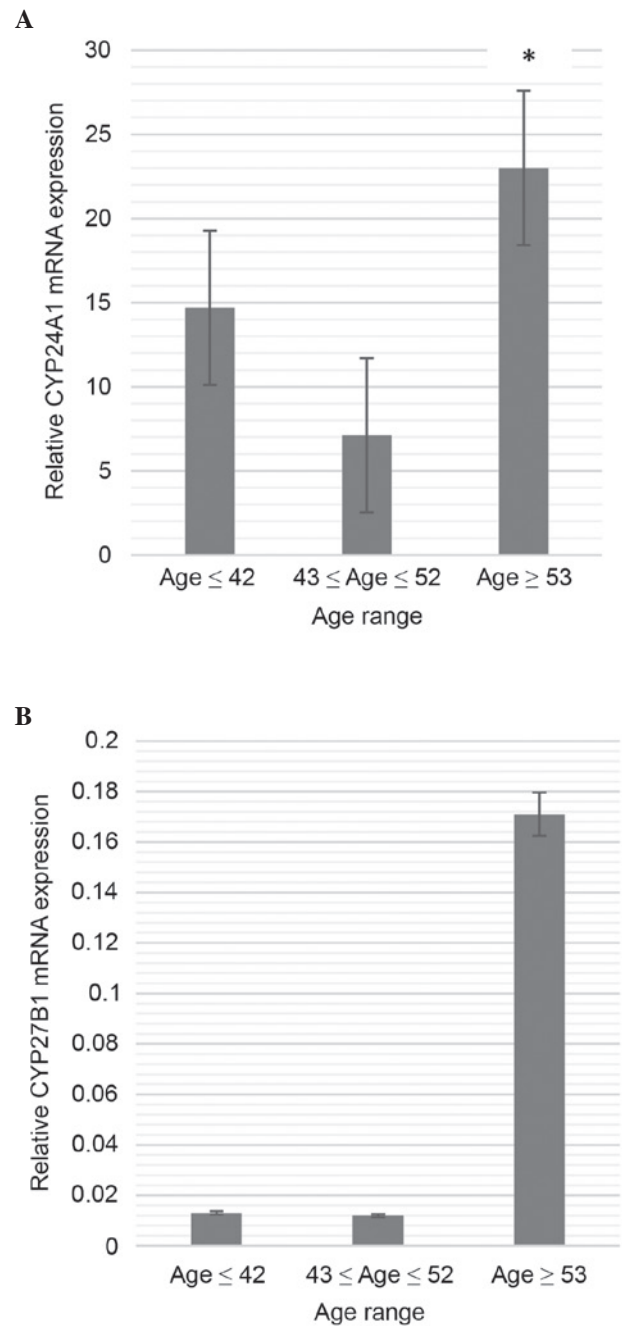 A
Relative CYP24A1 mRNA expression
30
25
20
15
10
5
0
*
Age ≤ 42 43 ≤ Age ≤ 52 Age ≥ 53
Age range
B
Relative CYP27B1 mRNA expression
0.2
0.18
0.16
0.14
0.12
0.1
0.08
0.06
0.04
0.02
0
Age ≤ 42 43 ≤ Age ≤ 52 Age ≥ 53
Age range